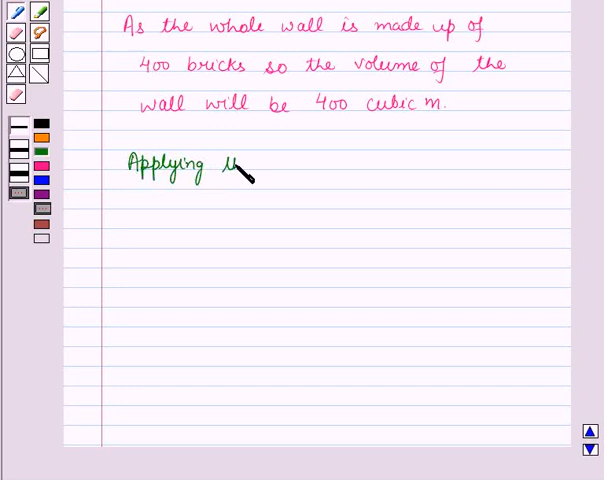 As the whole wall is made up of
400 bricks so the volume of the
wall will be 400 cubic m.
Applying